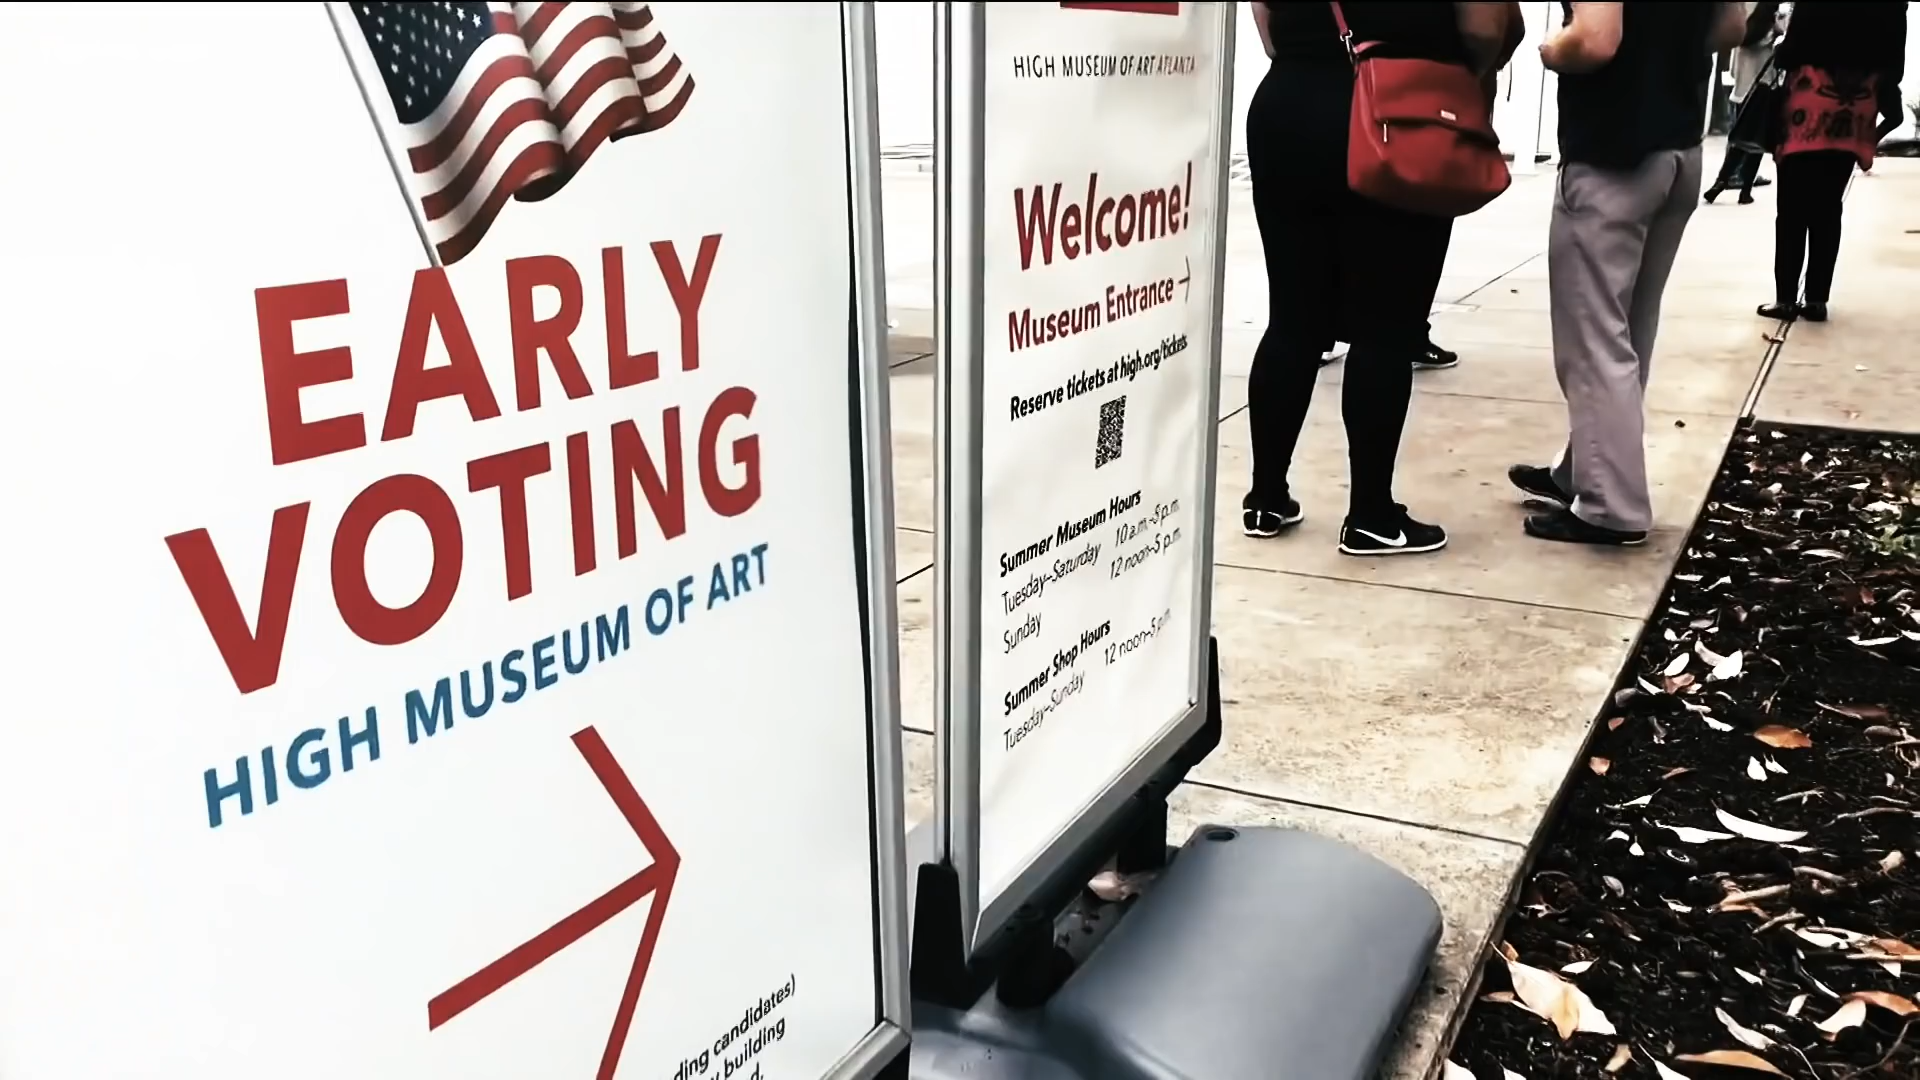 EARLY
VOTING
HIGH MUSEUM OF ART
ding candidates)
building
d.
HIGH MUSEUM OF ART ATLANTA
Welcome!
Museum Entrance →
Reserve tickets at high.org/tickets
Summer Museum Hours
Tuesday–Saturday 10 a.m.–5 p.m.
Sunday 12 noon–5 p.m.
Summer Shop Hours
Tuesday–Sunday 12 noon–5 p.m.